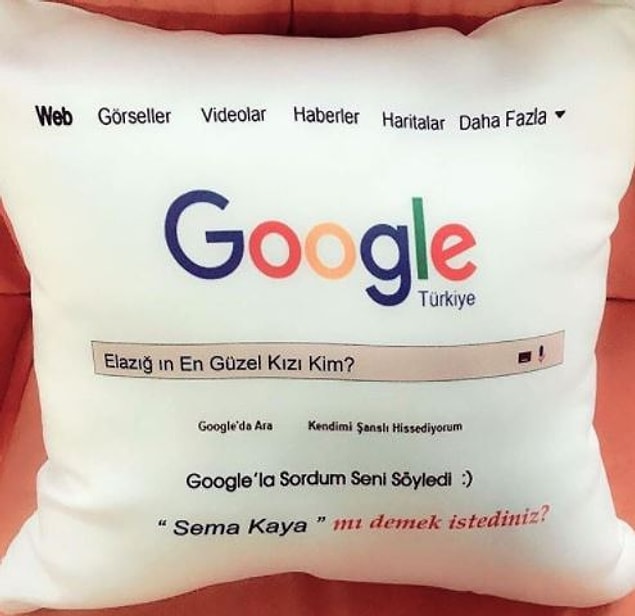 Web Görseller Videolar Haberler Haritalar Daha Fazla
Google
Türkiye
Elazığ ın En Güzel Kızı Kim?
Google'da Ara Kendimi Şanslı Hissediyorum
Google'la Sordum Seni Söyledi :)
“ Sema Kaya ” mı demek istediniz?